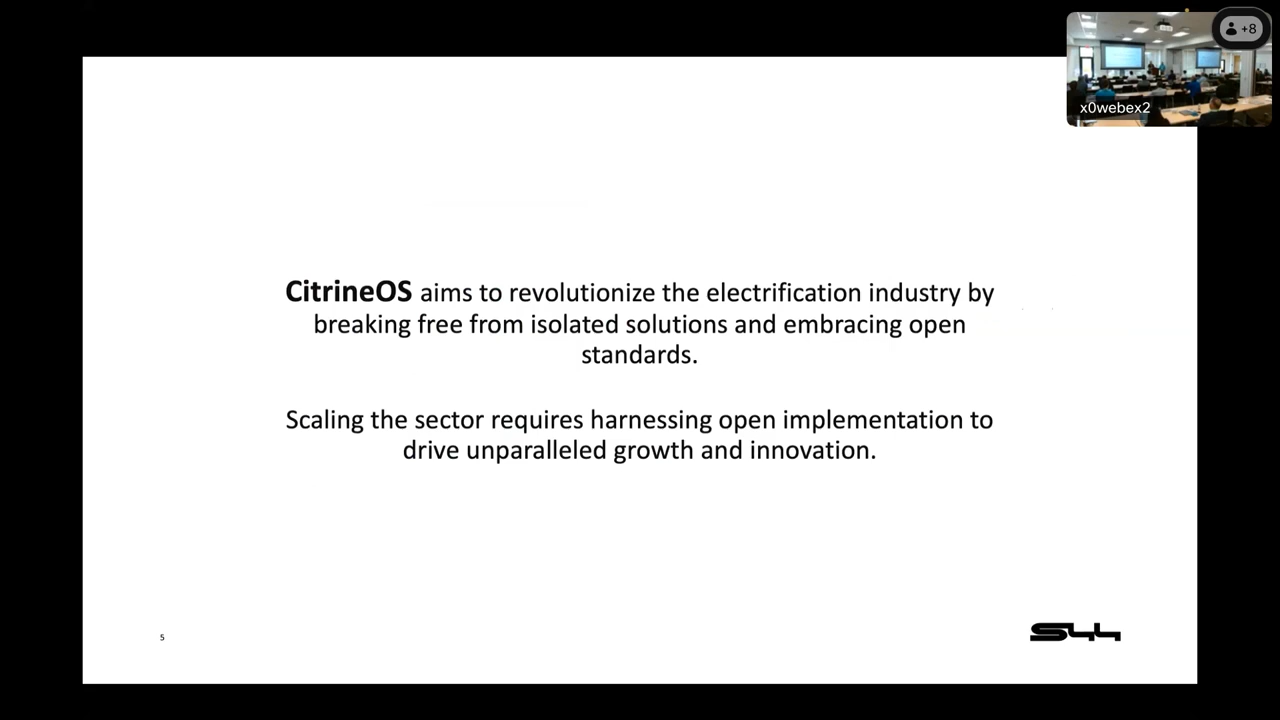 +8
x0webex2
CitrineOS aims to revolutionize the electrification industry by
breaking free from isolated solutions and embracing open
standards.
Scaling the sector requires harnessing open implementation to
drive unparalleled growth and innovation.
5
S44